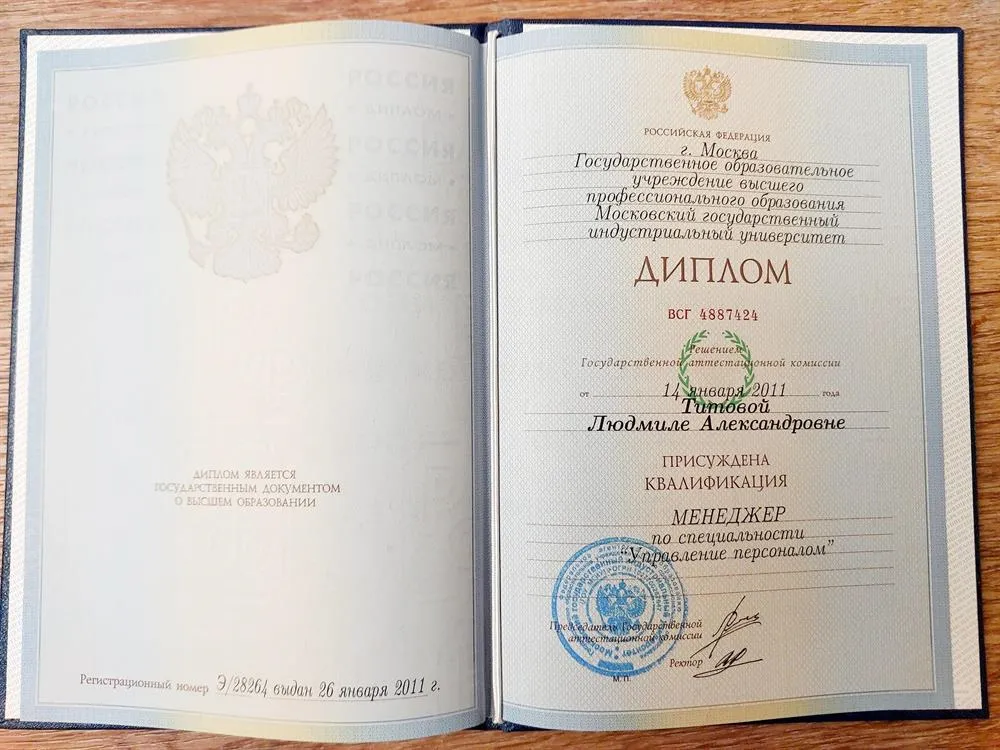 ДИПЛОМ ЯВЛЯЕТСЯ
ГОСУДАРСТВЕННЫМ ДОКУМЕНТОМ
О ВЫСШЕМ ОБРАЗОВАНИИ
Регистрационный номер Э/28264 выдан 26 января 2011 г.
РОССИЙСКАЯ ФЕДЕРАЦИЯ
г. Москва
Государственное образовательное
учреждение высшего
профессионального образования
Московский государственный
индустриальный университет
ДИПЛОМ
ВСГ 4887424
Решением
Государственной аттестационной комиссии
от 14 января 2011 года
Титовой
Людмиле Александровне
ПРИСУЖДЕНА
КВАЛИФИКАЦИЯ
МЕНЕДЖЕР
по специальности
"Управление персоналом"
Председатель Государственной
аттестационной комиссии
Ректор
М.П.